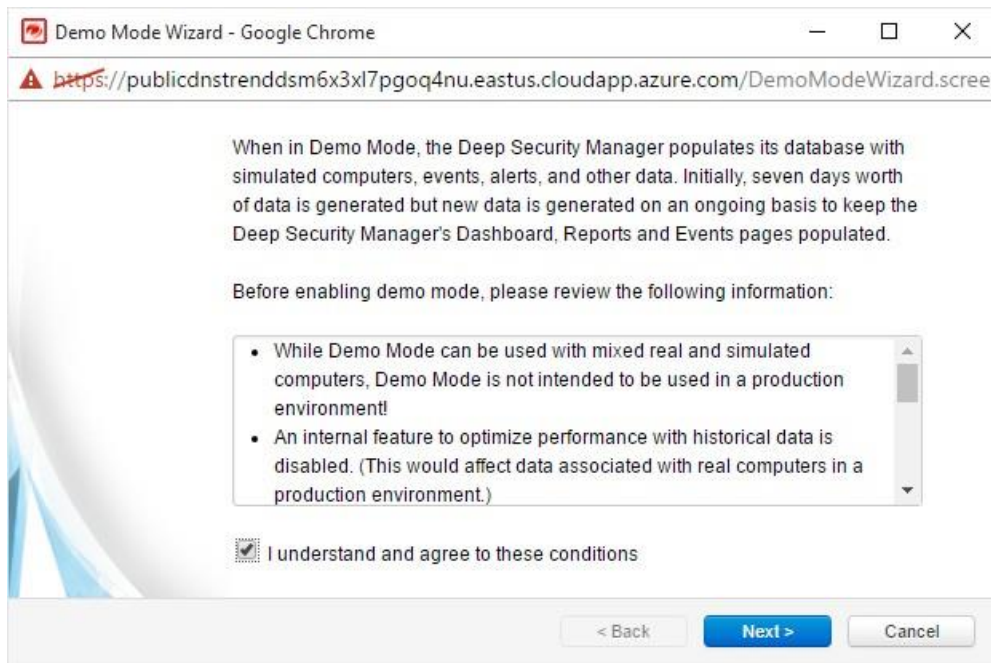 Demo Mode Wizard - Google Chrome
https://publicdnstrenddsm6x3xl7pgoq4nu.eastus.cloudapp.azure.com/DemoModeWizard.scree
When in Demo Mode, the Deep Security Manager populates its database with
simulated computers, events, alerts, and other data. Initially, seven days worth
of data is generated but new data is generated on an ongoing basis to keep the
Deep Security Manager's Dashboard, Reports and Events pages populated.
Before enabling demo mode, please review the following information:
• While Demo Mode can be used with mixed real and simulated
computers, Demo Mode is not intended to be used in a production
environment!
• An internal feature to optimize performance with historical data is
disabled. (This would affect data associated with real computers in a
production environment.)
I understand and agree to these conditions
< Back Next > Cancel